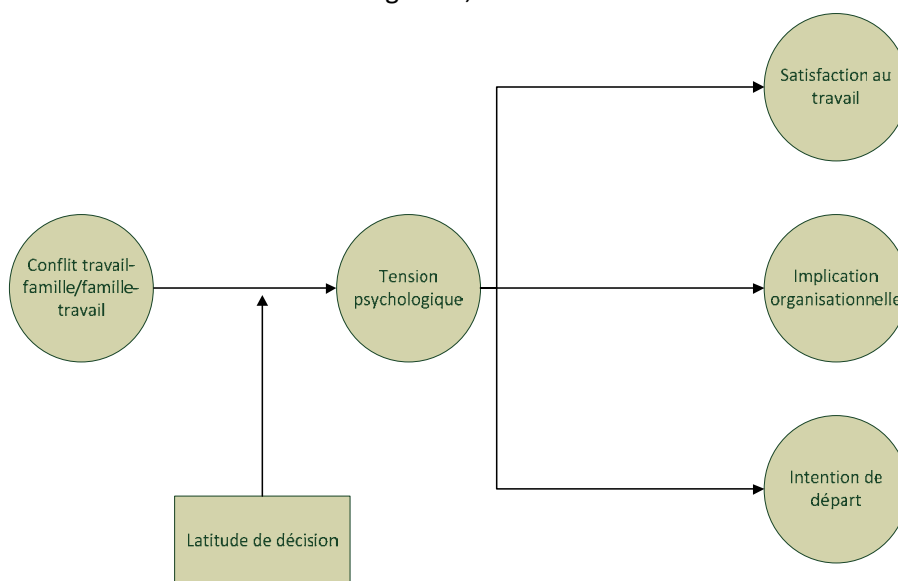 Satisfaction au
travail
Conflit travail-
famille/famille-
travail
Tension
psychologique
Implication
organisationnelle
Latitude de décision
Intention de
départ